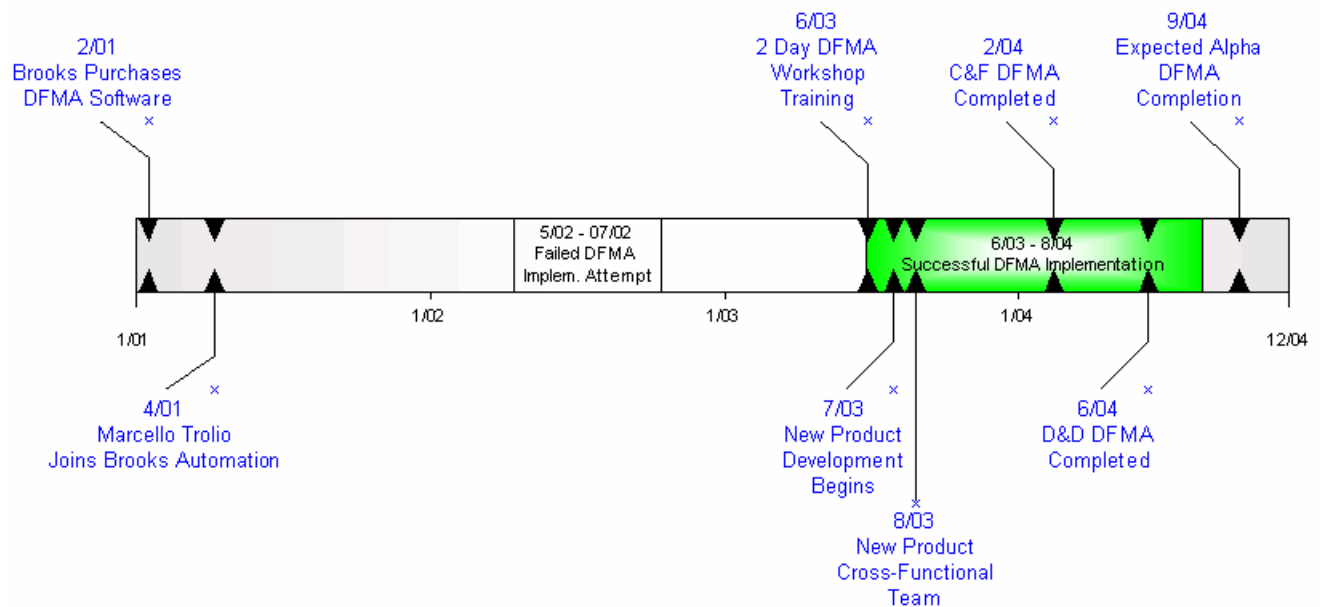 2/01
Brooks Purchases
DFMA Software
6/03
2 Day DFMA
Workshop
Training
2/04
C&F DFMA
Completed
9/04
Expected Alpha
DFMA
Completion
5/02 - 07/02
Failed DFMA
Implem. Attempt
6/03 - 8/04
Successful DFMA Implementation
1/01
1/02
1/03
1/04
12/04
4/01
Marcello Trolio
Joins Brooks Automation
7/03
New Product
Development
Begins
8/03
New Product
Cross-Functional
Team
6/04
D&D DFMA
Completed